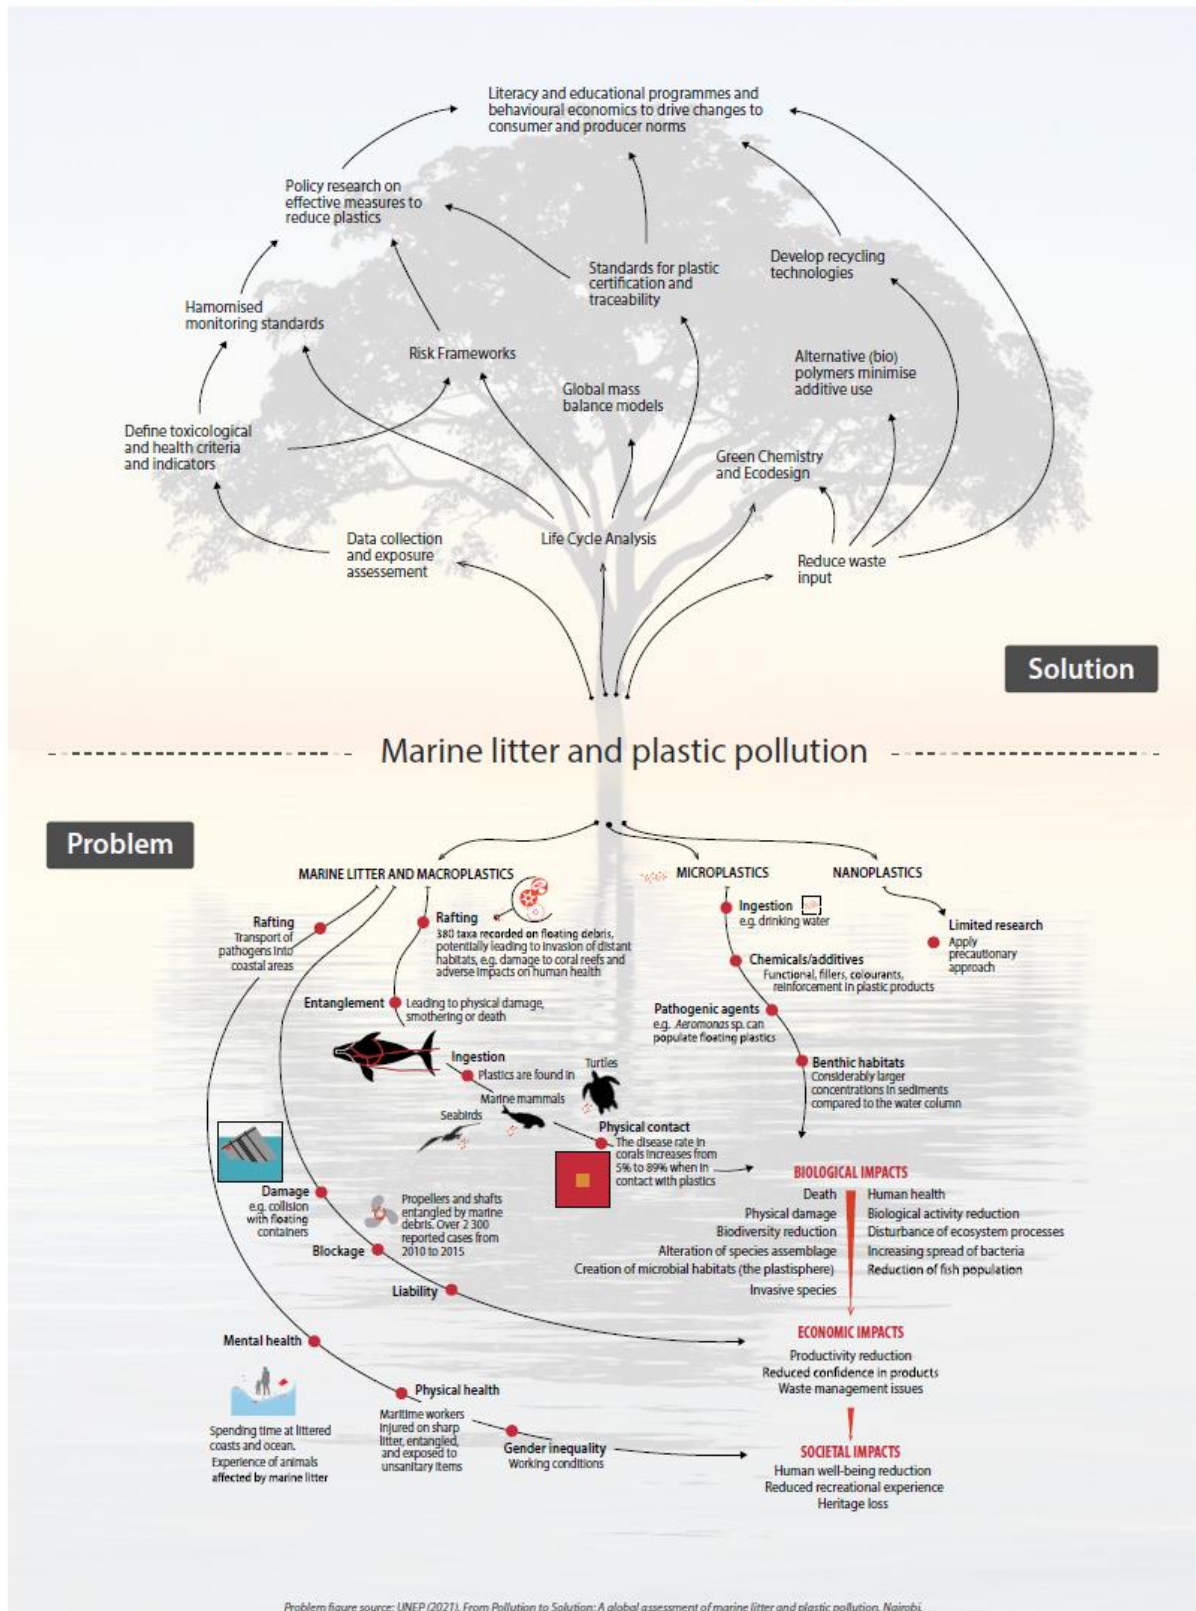 Literacy and educational programmes and
behavioural economics to drive changes to
consumer and producer norms
Policy research on
effective measures to
reduce plastics
Standards for plastic
certification and
traceability
Develop recycling
technologies
Hamomised
monitoring standards
Risk Frameworks
Global mass
balance models
Alternative (bio)
polymers minimise
additive use
Define toxicological
and health criteria
and indicators
Green Chemistry
and Ecodesign
Data collection
and exposure
assessment
Life Cycle Analysis
Reduce waste
input
Solution
Marine litter and plastic pollution
Problem
MARINE LITTER AND MACROPLASTICS
MICROPLASTICS
NANOPLASTICS
Rafting
Transport of
pathogens into
coastal areas
Rafting
380 taxa recorded on floating debris,
potentially leading to invasion of distant
habitats, e.g. damage to coral reefs and
adverse impacts on human health
Entanglement
Leading to physical damage,
smothering or death
Ingestion
Plastics are found in
Turtles
Marine mammals
Seabirds
Physical contact
The disease rate in
corals increases from
5% to 89% when in
contact with plastics
Ingestion
e.g. drinking water
Chemicals/additives
Functional, fillers, colourants,
reinforcement in plastic products
Pathogenic agents
e.g. Aeromonas sp. can
populate floating plastics
Benthic habitats
Considerably larger
concentrations in sediments
compared to the water column
Limited research
Apply
precautionary
approach
Damage
e.g. collision
with floating
containers
Propellers and shafts
entangled by marine
debris. Over 2 300
reported cases from
2010 to 2015
Blockage
Liability
Mental health
Spending time at littered
coasts and ocean.
Experience of animals
affected by marine litter
Physical health
Maritime workers
injured on sharp
litter, entangled,
and exposed to
unsanitary items
Gender inequality
Working conditions
BIOLOGICAL IMPACTS
Death
Human health
Physical damage
Biological activity reduction
Biodiversity reduction
Disturbance of ecosystem processes
Alteration of species assemblage
Increasing spread of bacteria
Creation of microbial habitats (the plastisphere)
Reduction of fish population
Invasive species
ECONOMIC IMPACTS
Productivity reduction
Reduced confidence in products
Waste management issues
SOCIETAL IMPACTS
Human well-being reduction
Reduced recreational experience
Heritage loss
Problem figure source: UNEP (2021). From Pollution to Solution: A global assessment of marine litter and plastic pollution. Nairobi.